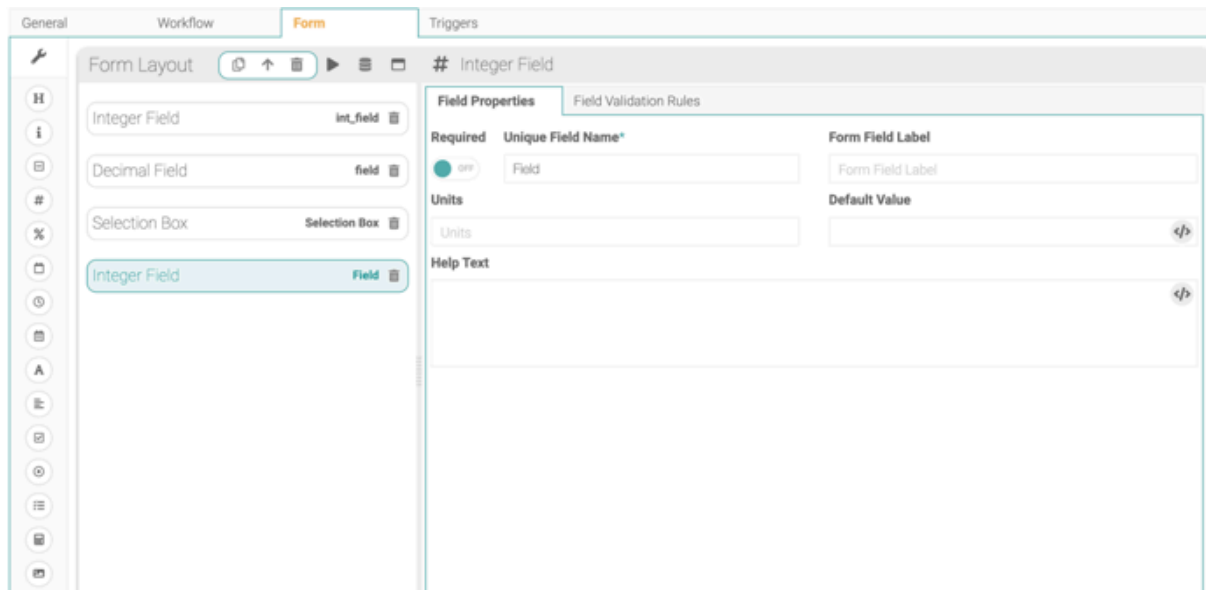 General Workflow Form Triggers
Form Layout # Integer Field
Field Properties Field Validation Rules
Integer Field int_field
Required Unique Field Name* Form Field Label
OFF Field Form Field Label
Decimal Field field
Units Default Value
Selection Box Selection Box
Units </>
Help Text
Integer Field Field
</>
H
i
#
%
A